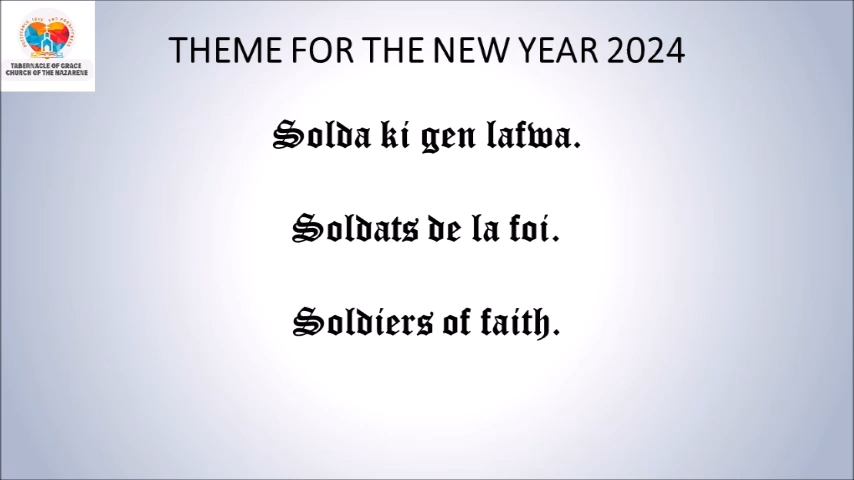 TABERNACLE OF GRACE
CHURCH OF THE NAZARENE
THEME FOR THE NEW YEAR 2024
Solda ki gen lafwa.
Soldats de la foi.
Soldiers of faith.